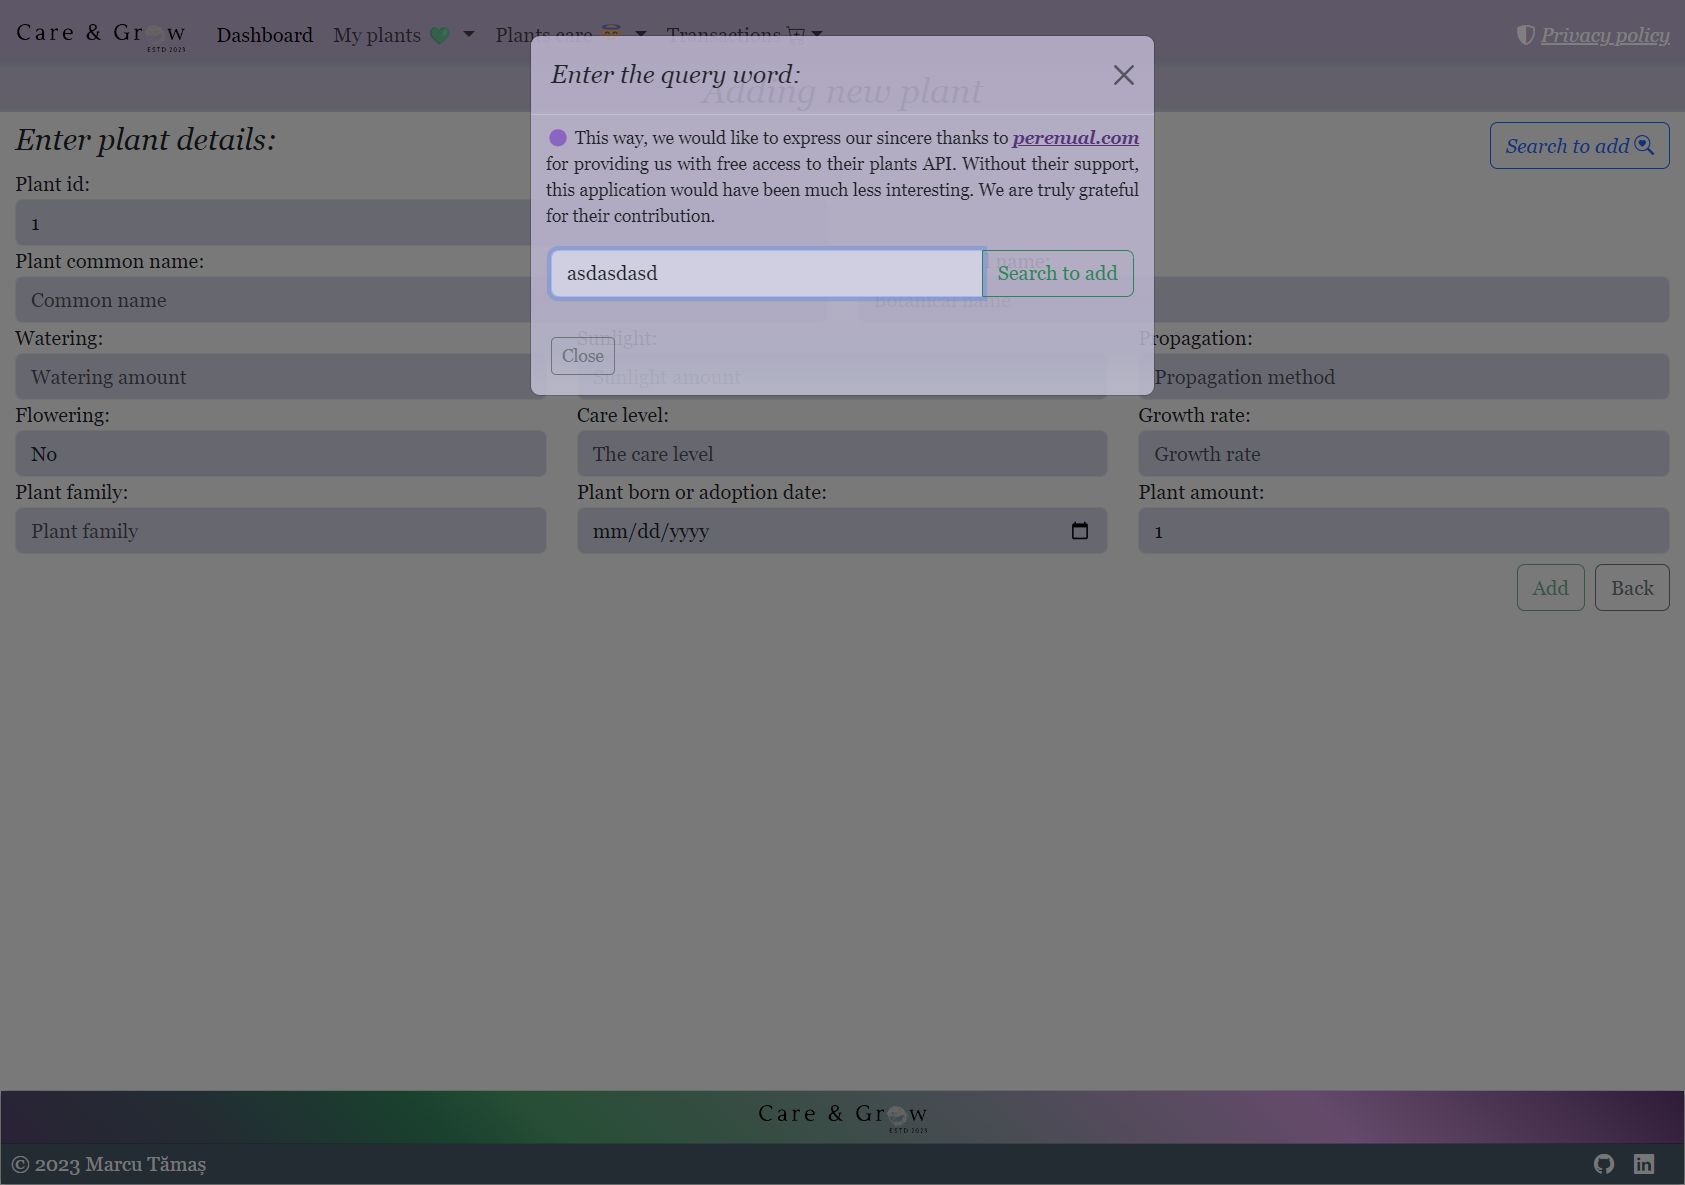 Care & Grow
ESTD 2023
Dashboard
My plants
Plants care
Transactions
Privacy policy
Adding new plant
Enter the query word:
This way, we would like to express our sincere thanks to perenual.com
for providing us with free access to their plants API. Without their support,
this application would have been much less interesting. We are truly grateful
for their contribution.
asdasdasd
Search to add
Close
Enter plant details:
Search to add
Plant id:
1
Plant common name:
name:
Common name
Botanical name
Watering:
Sunlight:
Propagation:
Watering amount
Sunlight amount
Propagation method
Flowering:
Care level:
Growth rate:
No
The care level
Growth rate
Plant family:
Plant born or adoption date:
Plant amount:
Plant family
mm/dd/yyyy
1
Add
Back
Care & Grow
ESTD 2023
© 2023 Marcu Tămaș
in